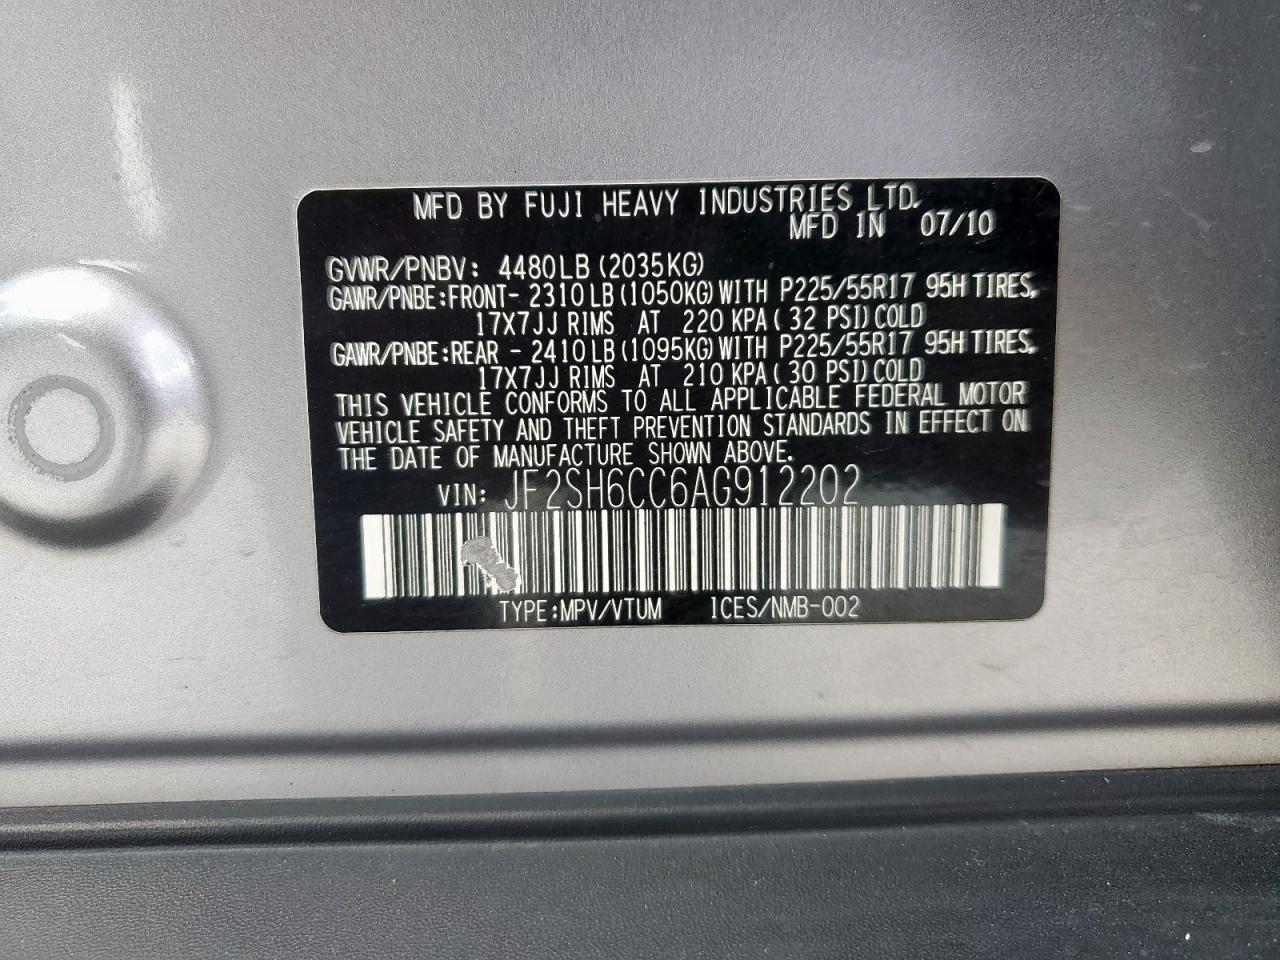 MFD BY FUJI HEAVY INDUSTRIES LTD.
MFD IN 07/10
GVWR/PNBV: 4480LB (2035KG)
GAWR/PNBE:FRONT- 2310LB(1050KG)WITH P225/55R17 95H TIRES,
17X7JJ RIMS AT 220 KPA( 32 PSI)COLD
GAWR/PNBE:REAR - 2410LB(1095KG)WITH P225/55R17 95H TIRES,
17X7JJ RIMS AT 210 KPA( 30 PSI)COLD
THIS VEHICLE CONFORMS TO ALL APPLICABLE FEDERAL MOTOR
VEHICLE SAFETY AND THEFT PREVENTION STANDARDS IN EFFECT ON
THE DATE OF MANUFACTURE SHOWN ABOVE.
VIN: JF2SH6CC6AG912202
TYPE:MPV/VTUM ICES/NMB-002